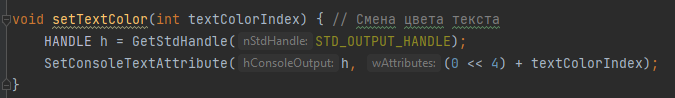 void setTextColor(int textColorIndex) { // Смена цвета текста
HANDLE h = GetStdHandle( nStdHandle: STD_OUTPUT_HANDLE);
SetConsoleTextAttribute( hConsoleOutput: h, wAttributes: (0 << 4) + textColorIndex);
}